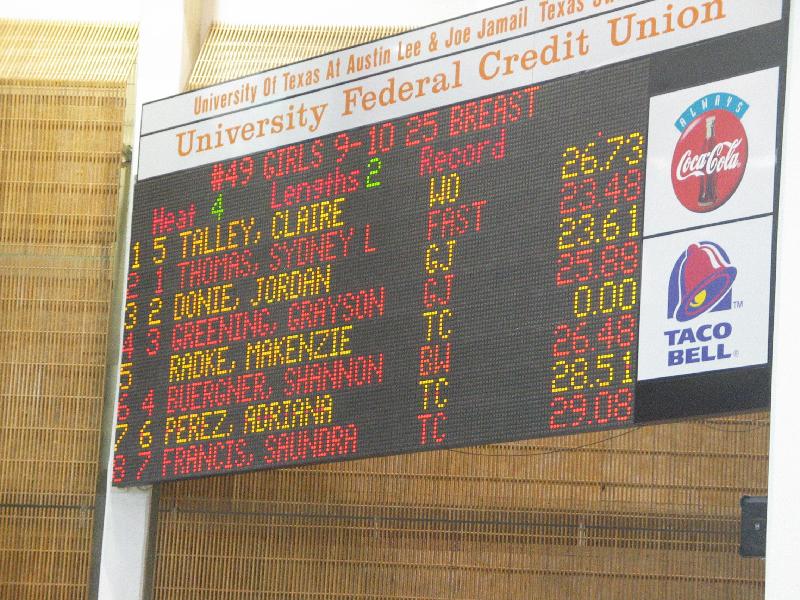 University Of Texas At Austin Lee & Joe Jamail Texas
University Federal Credit Union
#49 GIRLS 9-10 25 BREAST
Heat 4 Lengths 2 Record
1 5 TALLEY, CLAIRE WO 26.73
2 1 THOMAS, SYDNEY L FAST 23.48
3 2 DONIE, JORDAN GJ 23.61
4 3 GREENING, GRAYSON GJ 25.88
5 RADKE, MAKENZIE TC 0.00
6 4 BUERGNER, SHANNON BW 26.48
7 6 PEREZ, ADRIANA TC 28.51
8 7 FRANCIS, SAUNDRA TC 29.08
ALWAYS
Coca-Cola
TACO
BELL